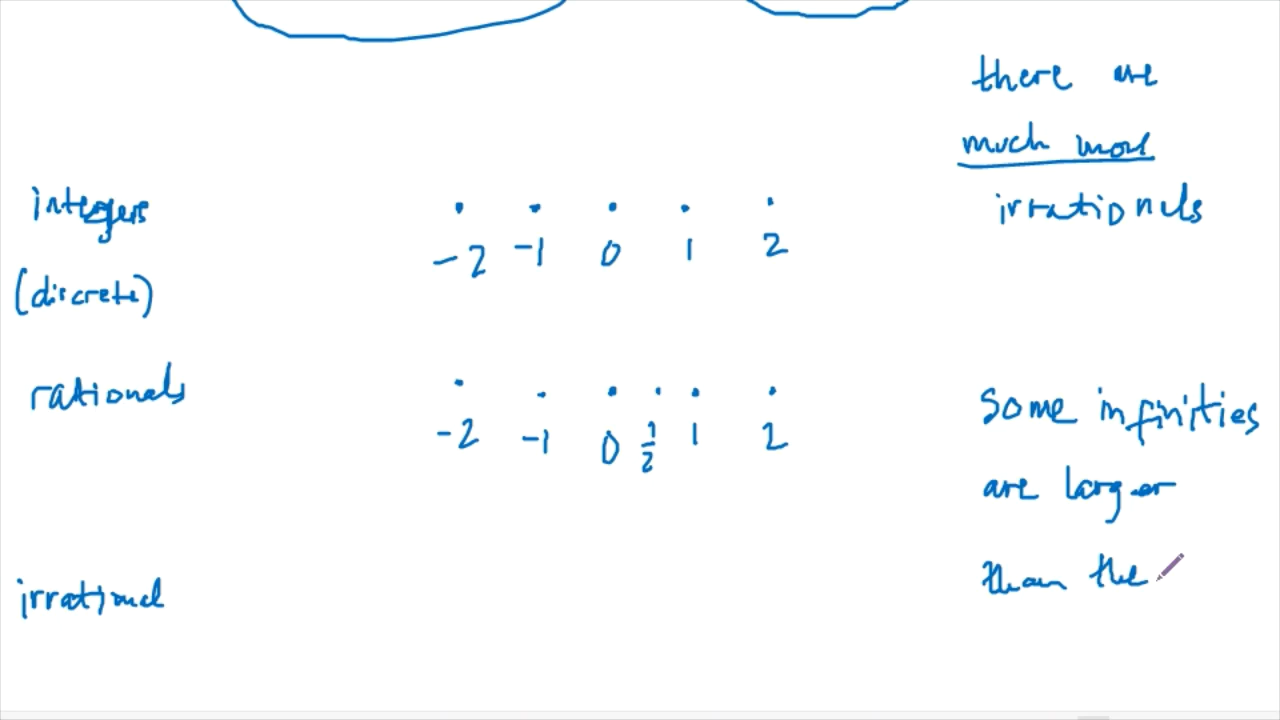 there are
much more
integers
irrationals
-2 -1 0 1 2
(discrete)
rationals
Some infinities
-2 -1 0 1/2 1 2
are larger
than the
irrational